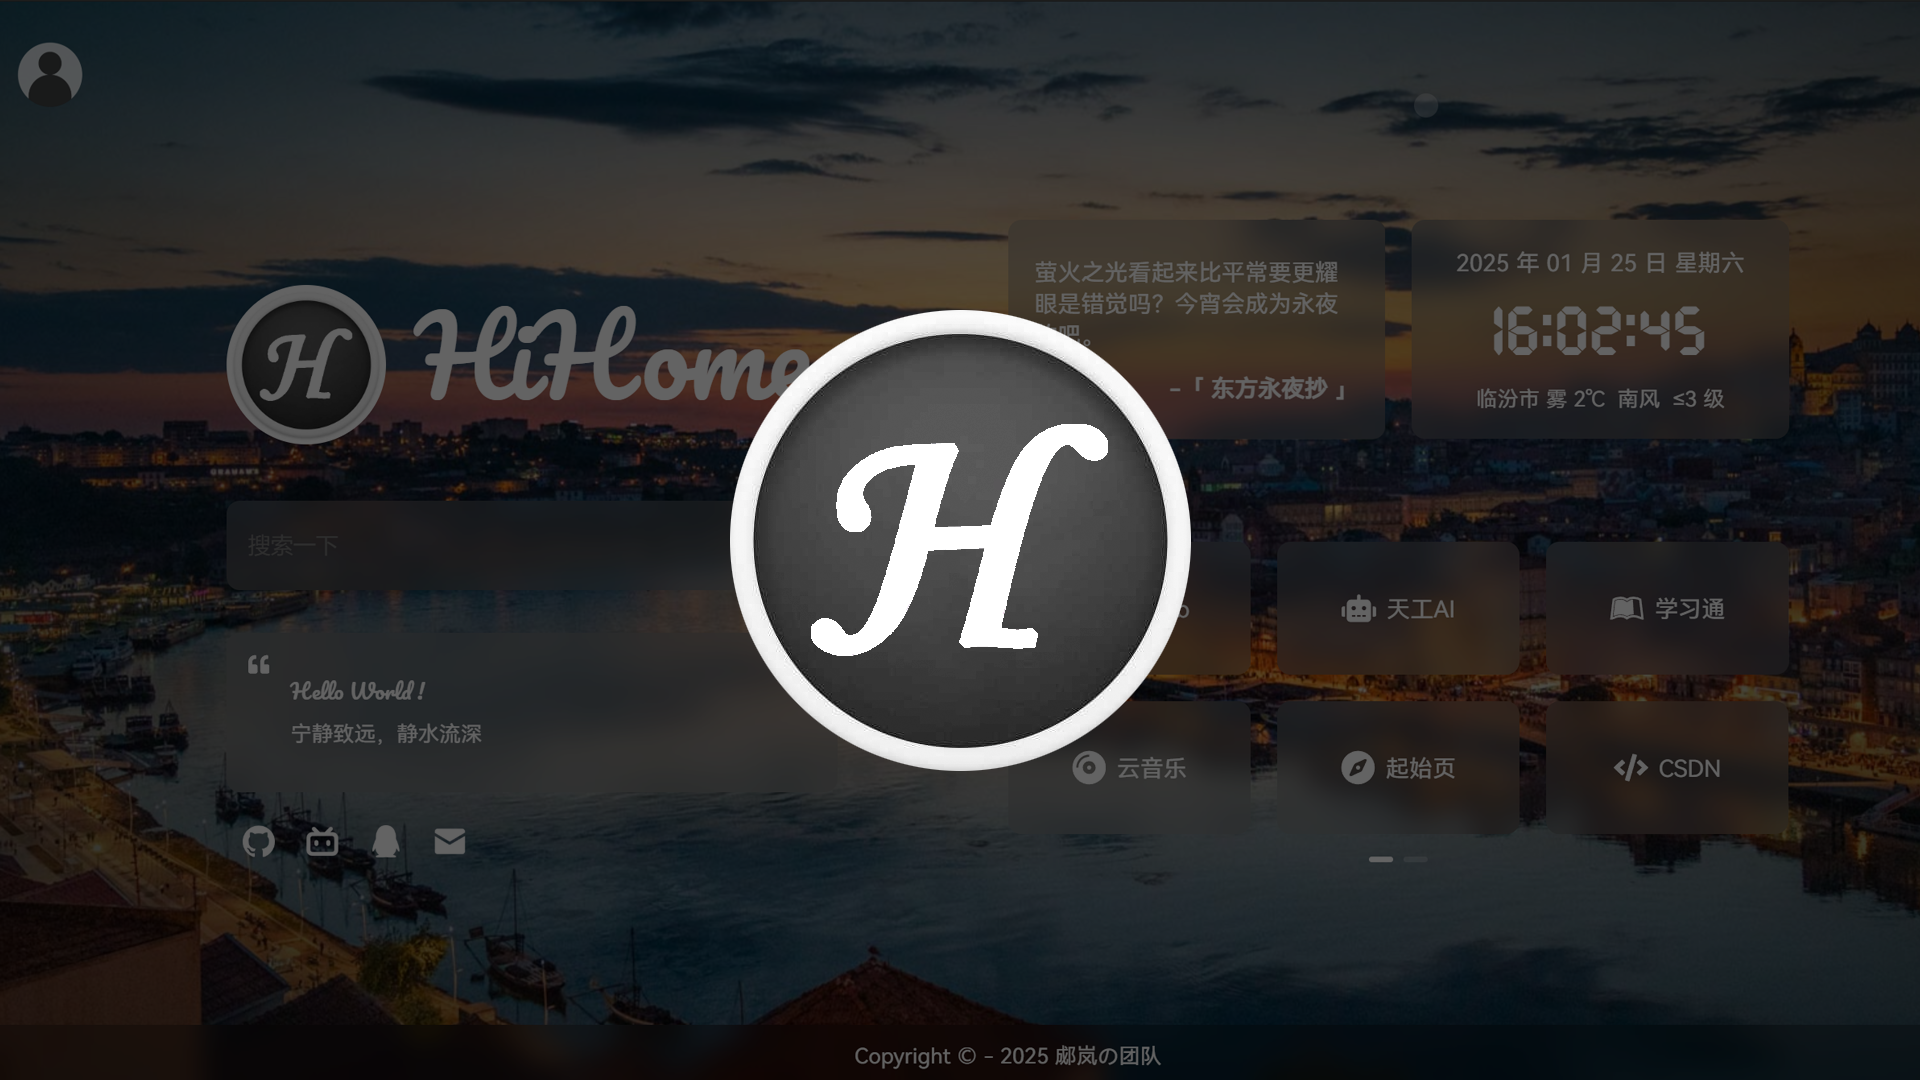 HiHome
H
H
萤火之光看起来比平常要更耀
眼是错觉吗？今宵会成为永夜
-「 东方永夜抄 」
2025 年 01 月 25 日 星期六
16:02:45
临汾市 雾 2℃ 南风 ≤3 级
搜索一下
Hello World !
宁静致远，静水流深
天工AI
学习通
云音乐
起始页
CSDN
Copyright © - 2025 郕岚の团队